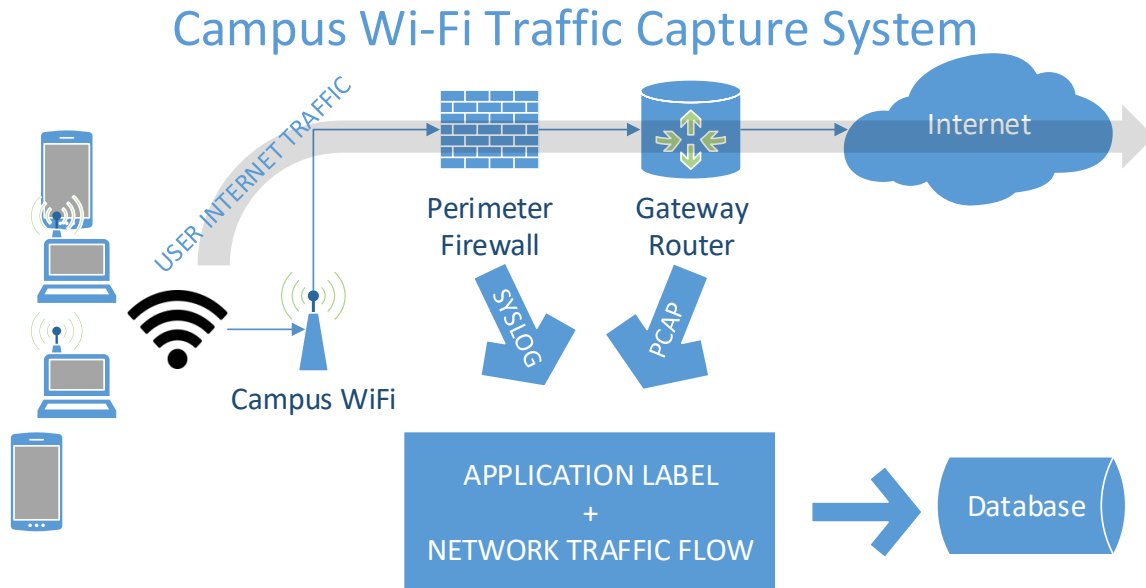 Campus Wi-Fi Traffic Capture System
USER INTERNET TRAFFIC
Internet
Perimeter
Firewall
Gateway
Router
SYSLOG
PCAP
Campus WiFi
APPLICATION LABEL
+
NETWORK TRAFFIC FLOW
Database